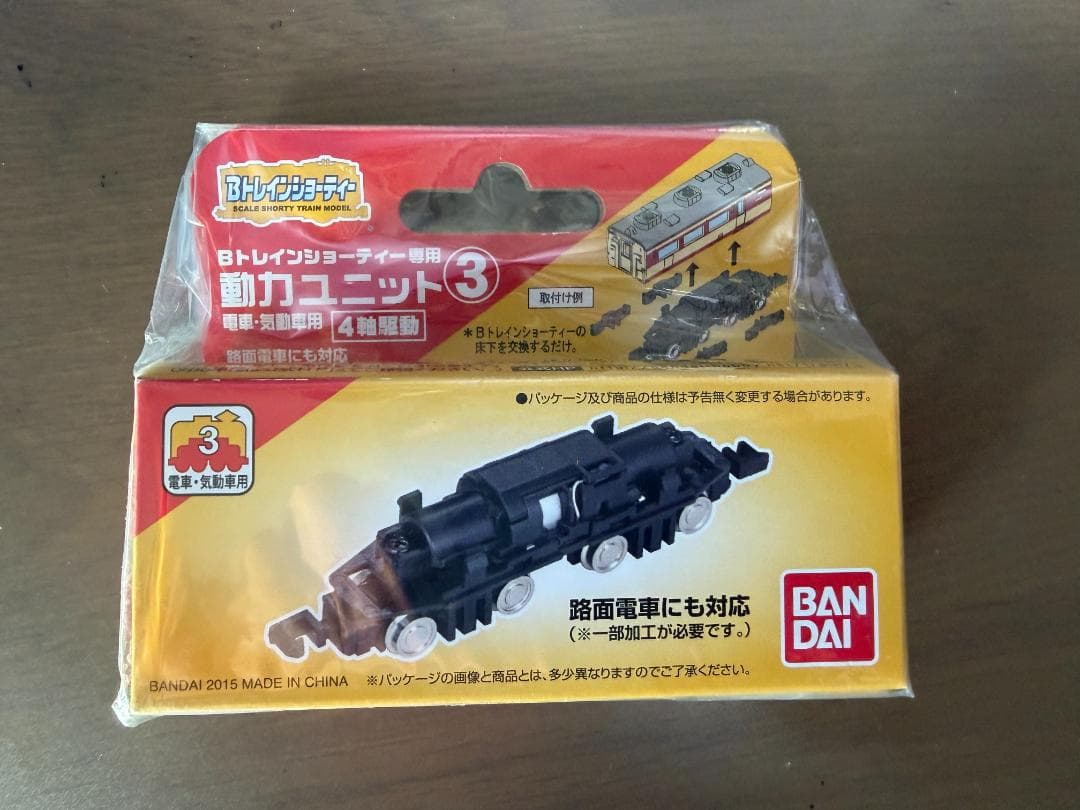 Bトレインショーティー
SCALE SHORTY TRAIN MODEL
Bトレインショーティー専用
動力ユニット③
電車・気動車用 4軸駆動
路面電車にも対応
取付け例
＊Bトレインショーティーの
床下を交換するだけ。
●パッケージ及び商品の仕様は予告無く変更する場合があります。
3
電車・気動車用
路面電車にも対応
(※一部加工が必要です。)
BAN
DAI
BANDAI 2015 MADE IN CHINA ※パッケージの画像と商品とは、多少異なりますのでご了承ください。